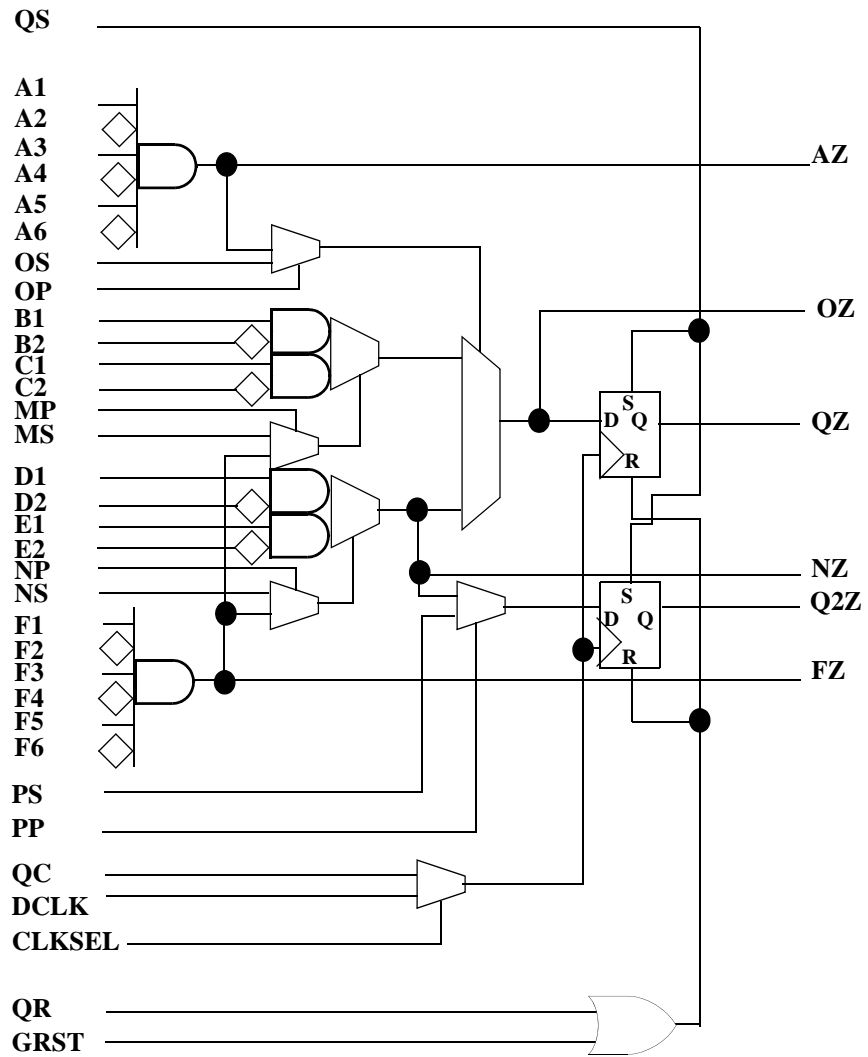 QS
A1
A2
A3
A4
A5
A6
AZ
OS
OP
B1
B2
C1
C2
MP
MS
OZ
S
D Q
R
QZ
D1
D2
E1
E2
NP
NS
NZ
S
D Q
R
Q2Z
F1
F2
F3
F4
F5
F6
FZ
PS
PP
QC
DCLK
CLKSEL
QR
GRST